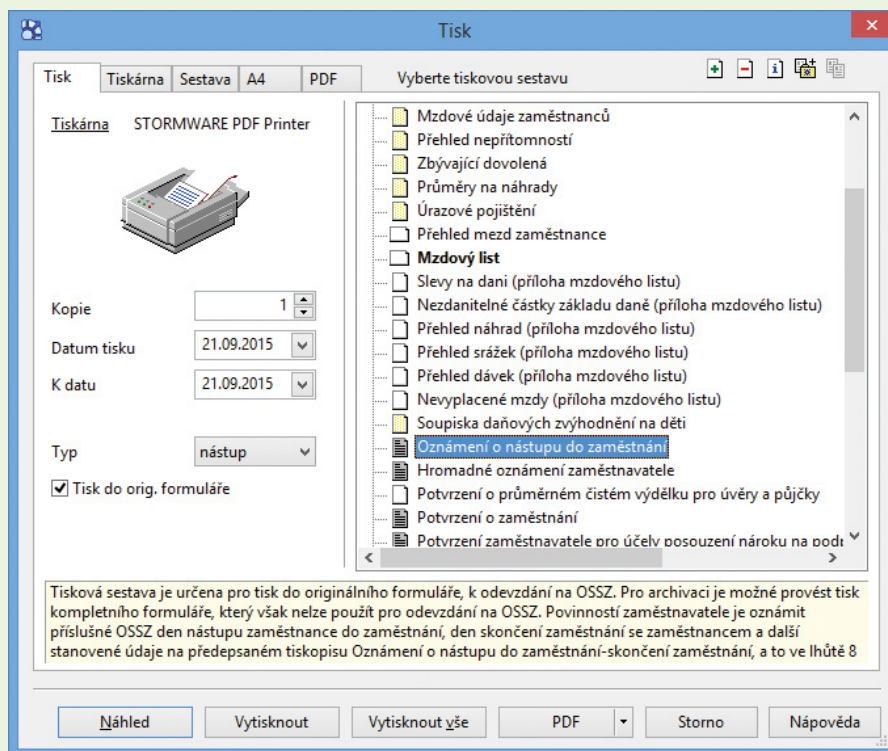 Tisk
Tisk
Tiskárna
Sestava
A4
PDF
Vyberte tiskovou sestavu
Tiskárna STORMWARE PDF Printer
Kopie 1
Datum tisku 21.09.2015
K datu 21.09.2015
Typ nástup
Tisk do orig. formuláře
Mzdové údaje zaměstnanců
Přehled nepřítomností
Zbývající dovolená
Průměry na náhrady
Úrazové pojištění
Přehled mezd zaměstnance
Mzdový list
Slevy na dani (příloha mzdového listu)
Nezdanitelné částky základu daně (příloha mzdového listu)
Přehled náhrad (příloha mzdového listu)
Přehled srážek (příloha mzdového listu)
Přehled dávek (příloha mzdového listu)
Nevyplacené mzdy (příloha mzdového listu)
Soupiska daňových zvýhodnění na děti
Oznámení o nástupu do zaměstnání
Hromadné oznámení zaměstnavatele
Potvrzení o průměrném čistém výdělku pro úvěry a půjčky
Potvrzení o zaměstnání
Potvrzení zaměstnavatele pro účely posouzení nároku na
Tisková sestava je určena pro tisk do originálního formuláře, k odevzdání na OSSZ. Pro archivaci je možné provést tisk
kompletního formuláře, který však nelze použít pro odevzdání na OSSZ. Povinností zaměstnavatele je oznámit
příslušné OSSZ den nástupu zaměstnance do zaměstnání, den skončení zaměstnání se zaměstnancem a další
stanovené údaje na předepsaném tiskopisu Oznámení o nástupu do zaměstnání-skončení zaměstnání, a to ve lhůtě 8
Náhled
Vytisknout
Vytisknout vše
PDF
Storno
Nápověda